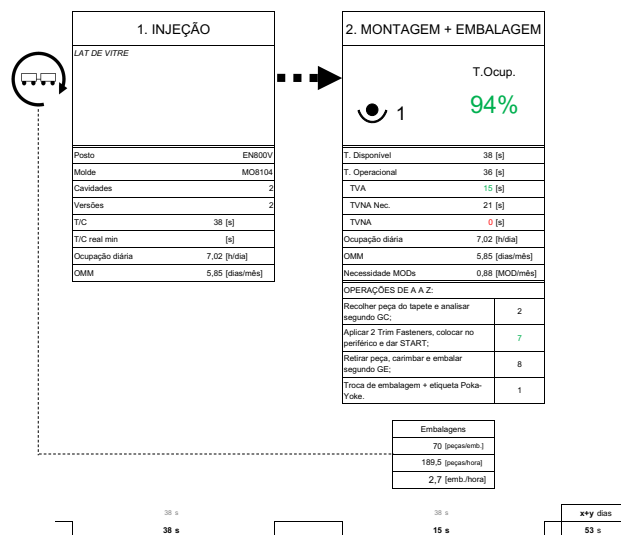 1. INJEÇÃO
LAT DE VITRE
Posto EN800V
Molde MO8104
Cavidades 2
Versões 2
T/C 38 [s]
T/C real min [s]
Ocupação diária 7,02 [h/dia]
OMM 5,85 [dias/mês]
2. MONTAGEM + EMBALAGEM
T.Ocup.
1 94%
T. Disponível 38 [s]
T. Operacional 36 [s]
TVA 15 [s]
TVNA Nec. 21 [s]
TVNA 0 [s]
Ocupação diária 7,02 [h/dia]
OMM 5,85 [dias/mês]
Necessidade MODs 0,88 [MOD/mês]
OPERAÇÕES DE A A Z:
Recolher peça do tapete e analisar
segundo GC; 2
Aplicar 2 Trim Fasteners, colocar no
periférico e dar START; 7
Retirar peça, carimbar e embalar
segundo GE; 8
Troca de embalagem + etiqueta Poka-
Yoke. 1
Embalagens
70 [peças/emb.]
189,5 [peças/hora]
2,7 [emb./hora]
38 s 38 s x+y dias
38 s 15 s 53 s